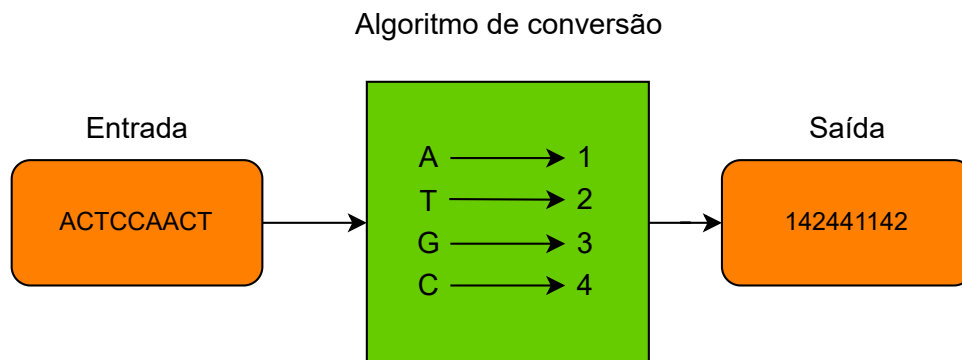 Algoritmo de conversão
Entrada
Saída
ACTCCAACT
A 1
T 2
G 3
C 4
142441142